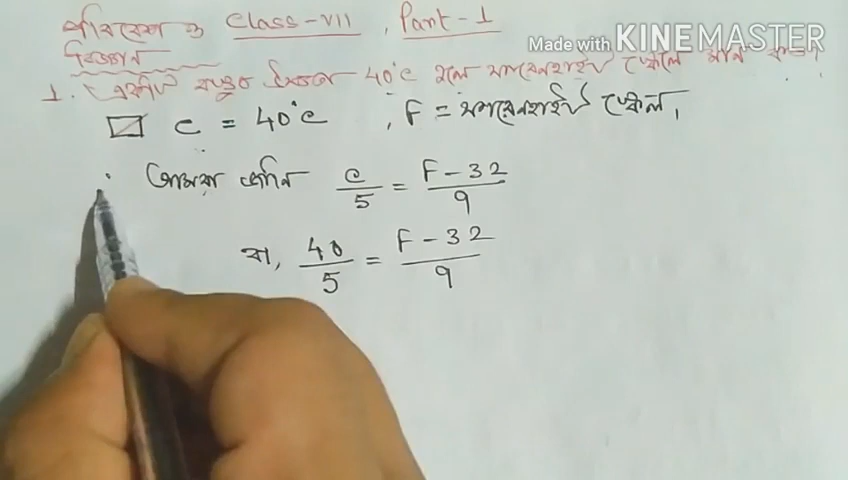 পরিবেশ ও Class-VII, Part-1
বিজ্ঞান
Made with KINEMASTER
1. একটি বস্তুর উষ্ণতা 40°C হলে ফারেনহাইট স্কেলে মান কত?
C = 40°C, F = ফারেনহাইট স্কেল।
আমরা জানি C/5 = F-32/9
বা, 40/5 = F-32/9